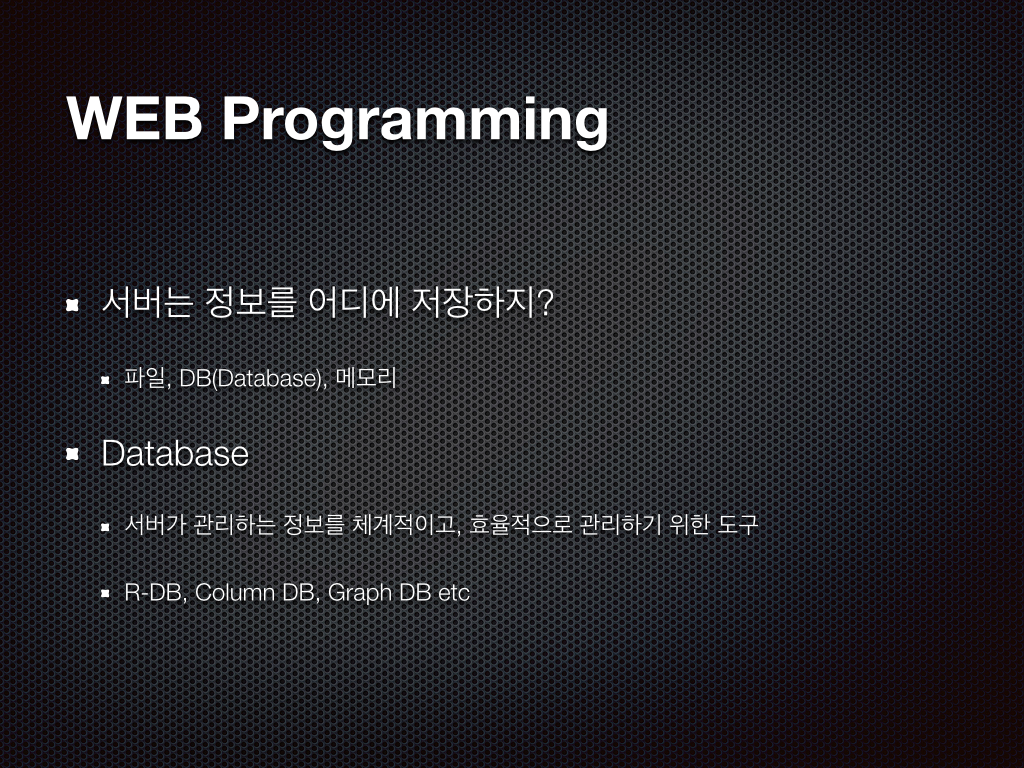 WEB Programming
서버는 정보를 어디에 저장하지?
파일, DB(Database), 메모리
Database
서버가 관리하는 정보를 체계적이고, 효율적으로 관리하기 위한 도구
R-DB, Column DB, Graph DB etc